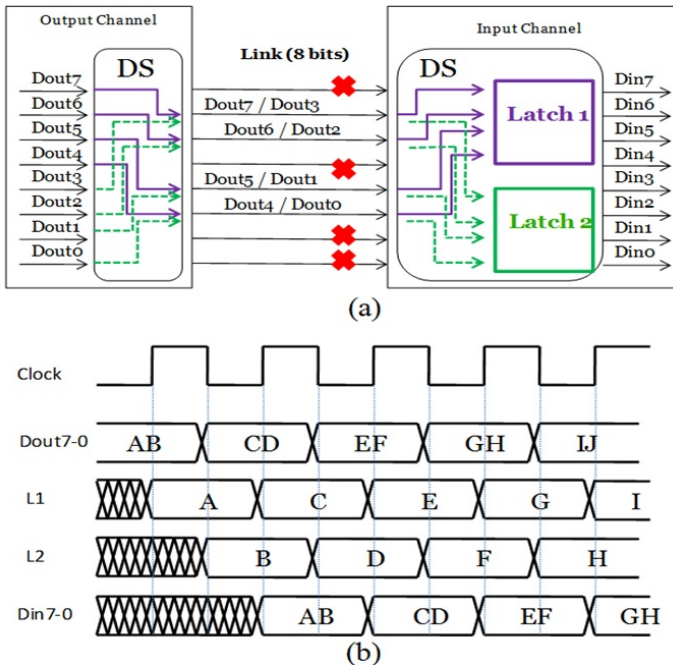 Output Channel
Input Channel
DS
Link (8 bits)
DS
Dout7
Dout6
Dout5
Dout4
Dout3
Dout2
Dout1
Dout0
Dout7 / Dout3
Dout6 / Dout2
Dout5 / Dout1
Dout4 / Dout0
Latch 1
Latch 2
Din7
Din6
Din5
Din4
Din3
Din2
Din1
Din0
(a)
Clock
Dout7-0 AB CD EF GH IJ
L1 A C E G I
L2 B D F H
Din7-0 AB CD EF GH
(b)